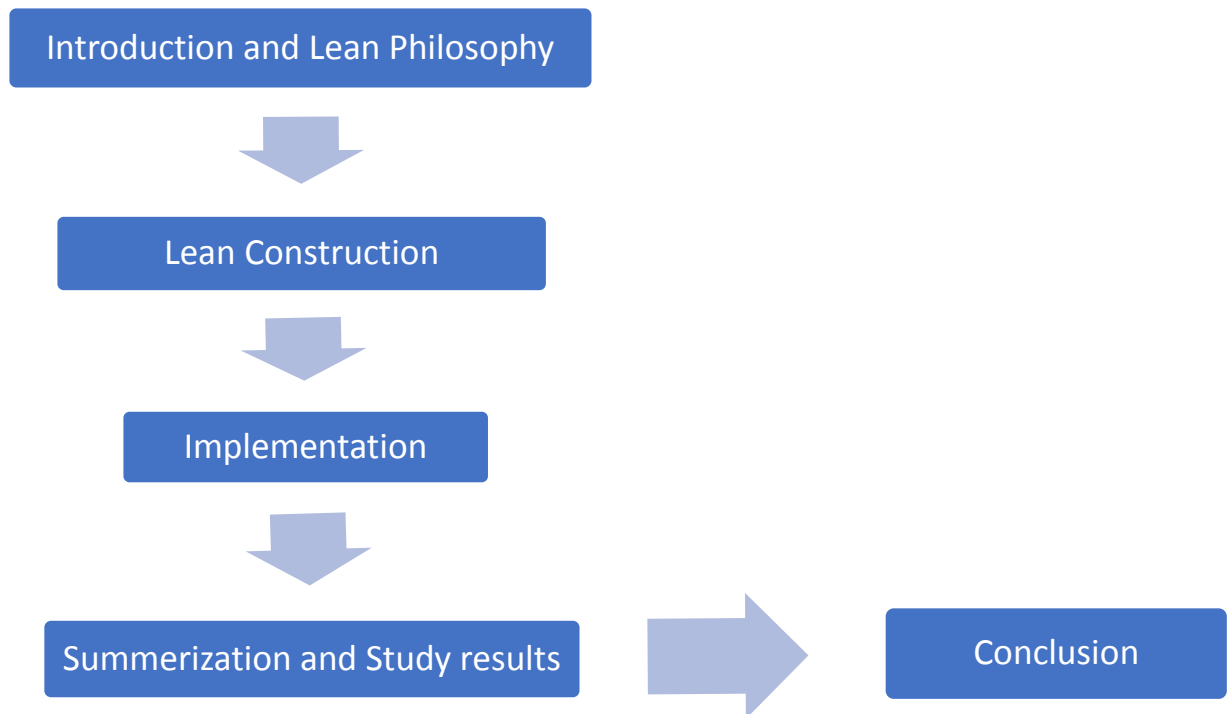 Introduction and Lean Philosophy
Lean Construction
Implementation
Summerization and Study results
Conclusion